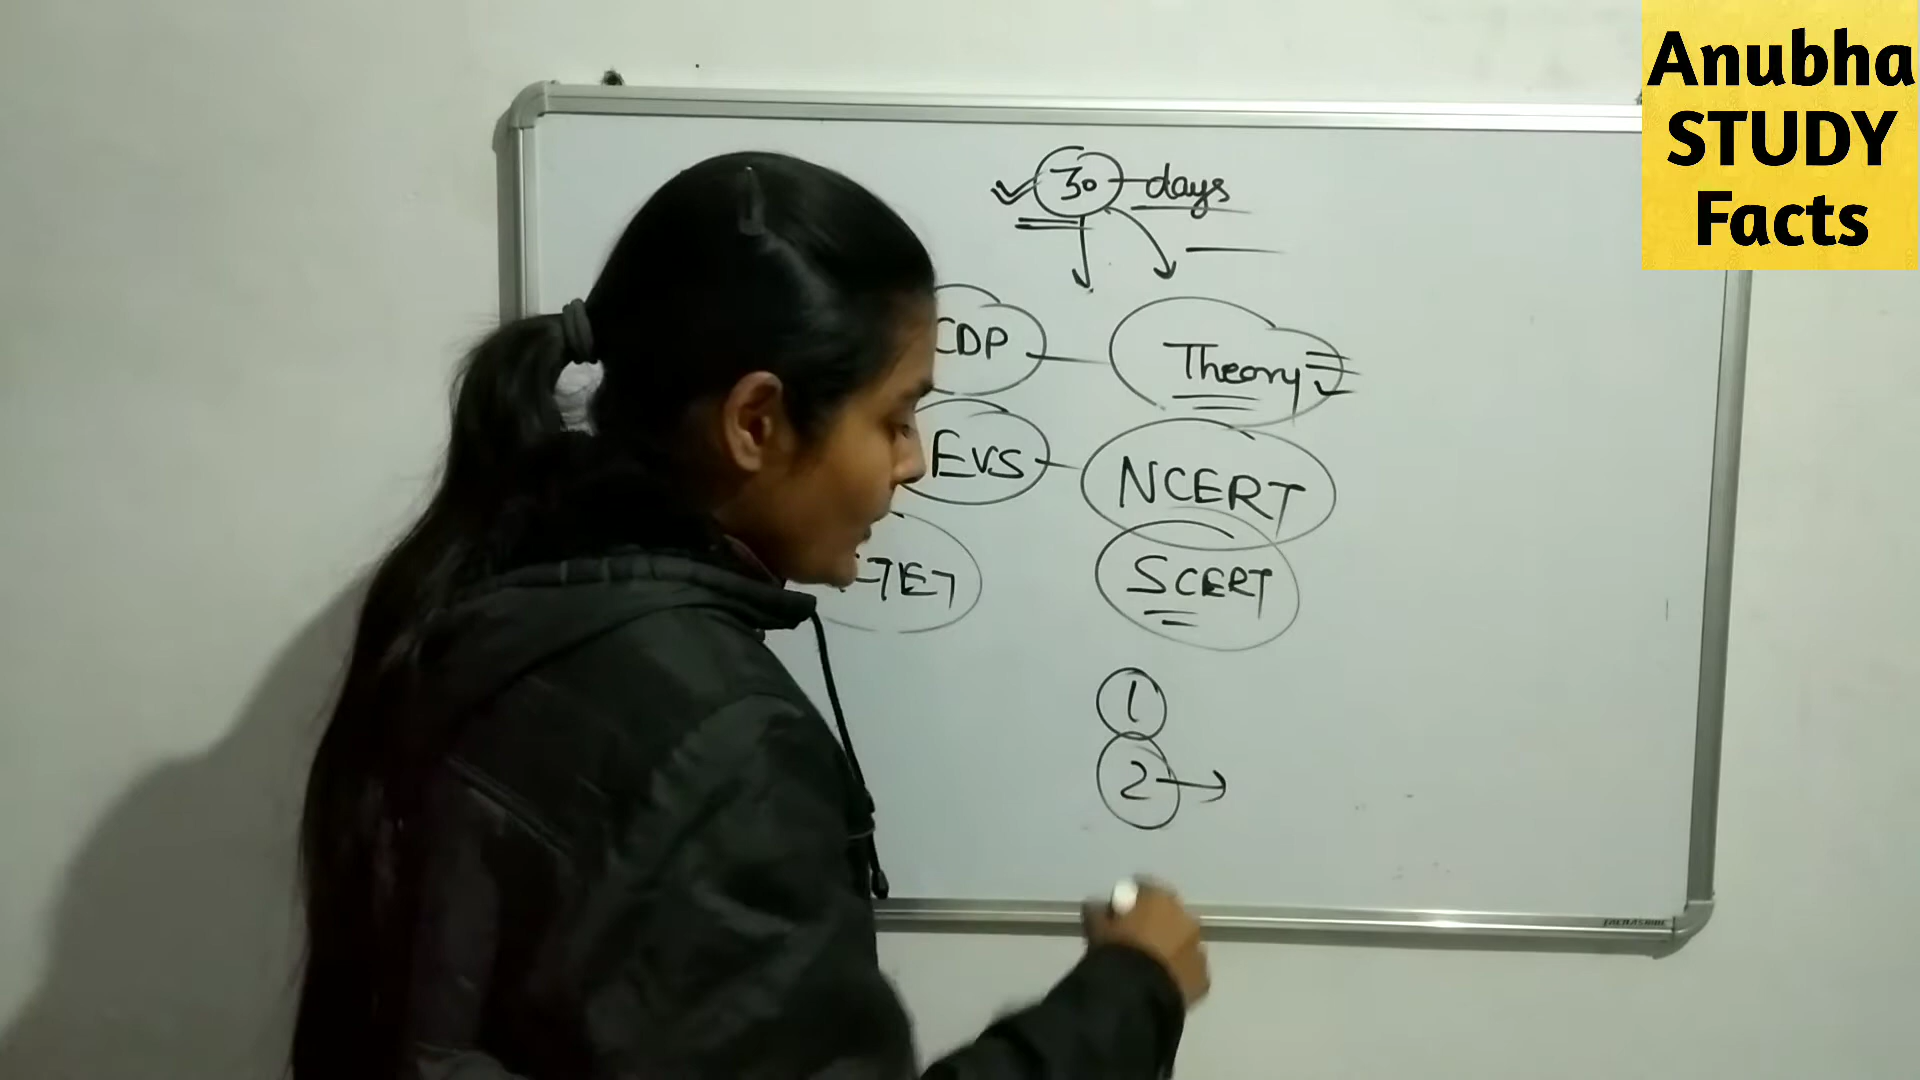 Anubha
STUDY
Facts
30 days
CDP Theory
EVS NCERT
TET SCERT
1
2